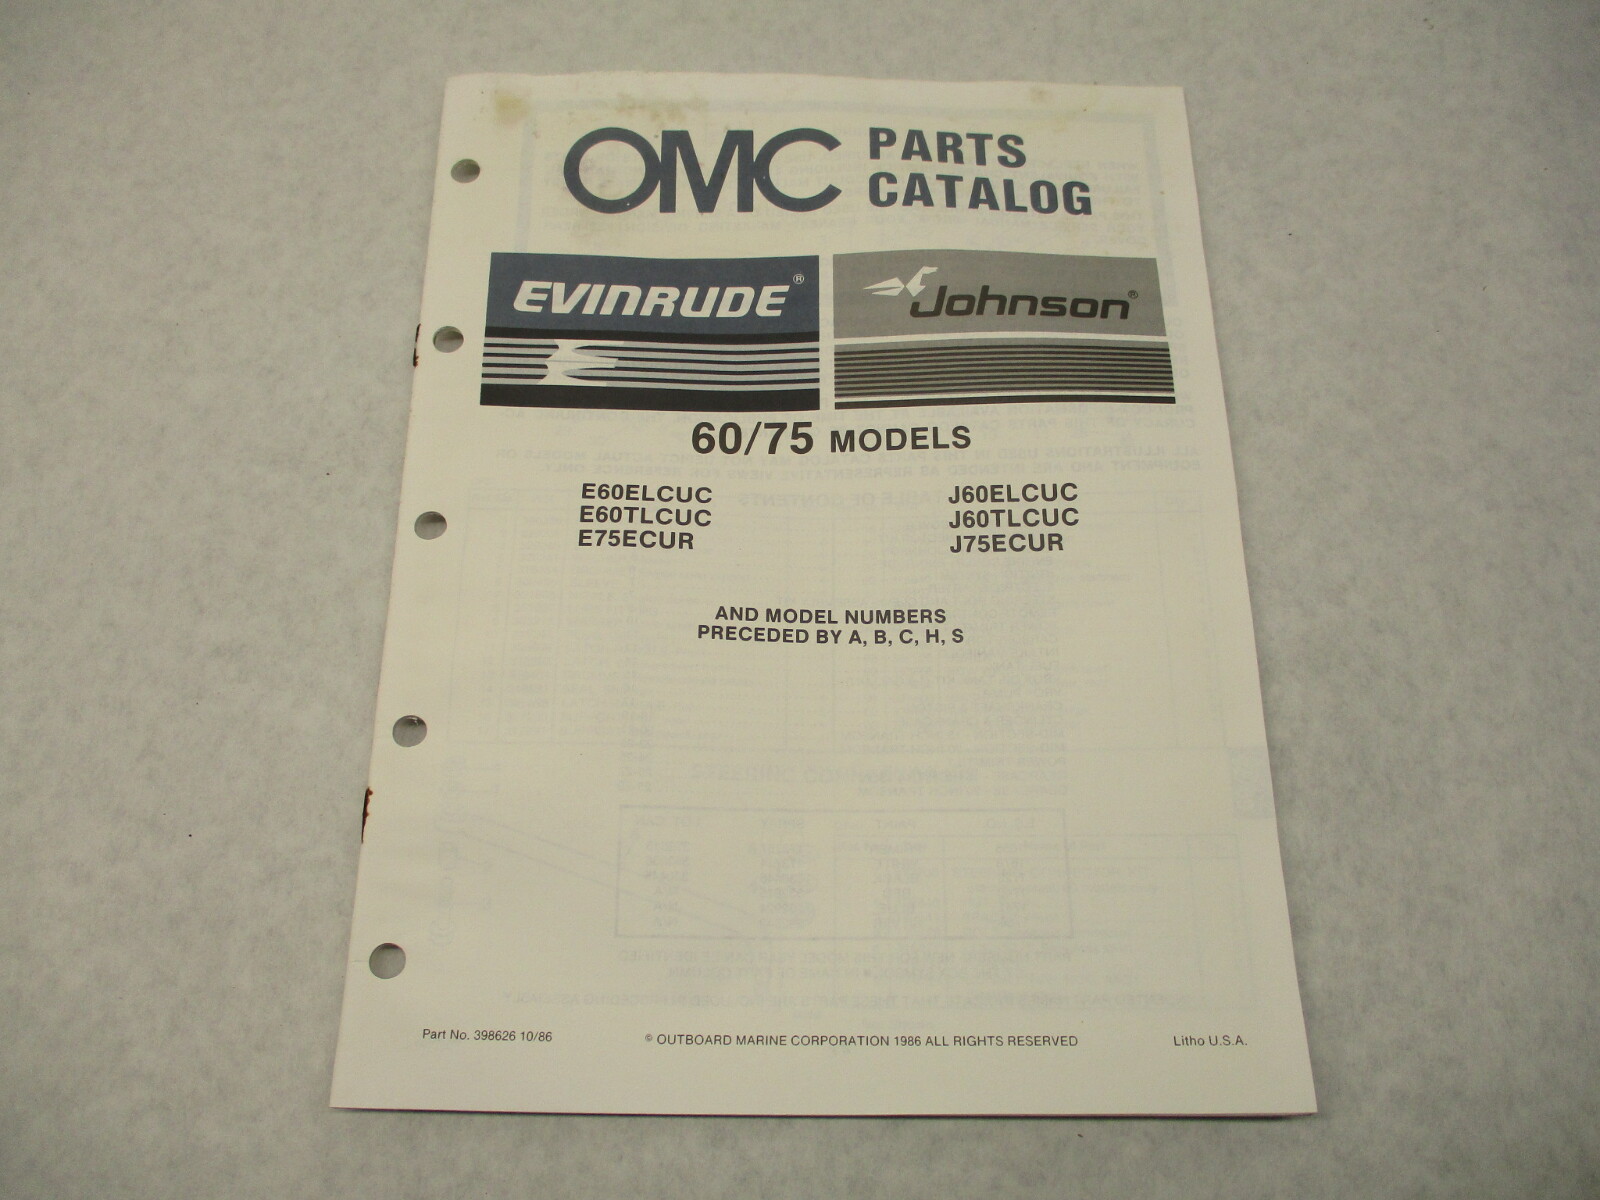 OMC PARTS CATALOG
EVINRUDE®
Johnson®
60/75 MODELS
E60ELCUC
E60TLCUC
E75ECUR
J60ELCUC
J60TLCUC
J75ECUR
AND MODEL NUMBERS
PRECEDED BY A, B, C, H, S
Part No. 398626 10/86
© OUTBOARD MARINE CORPORATION 1986 ALL RIGHTS RESERVED
Litho U.S.A.